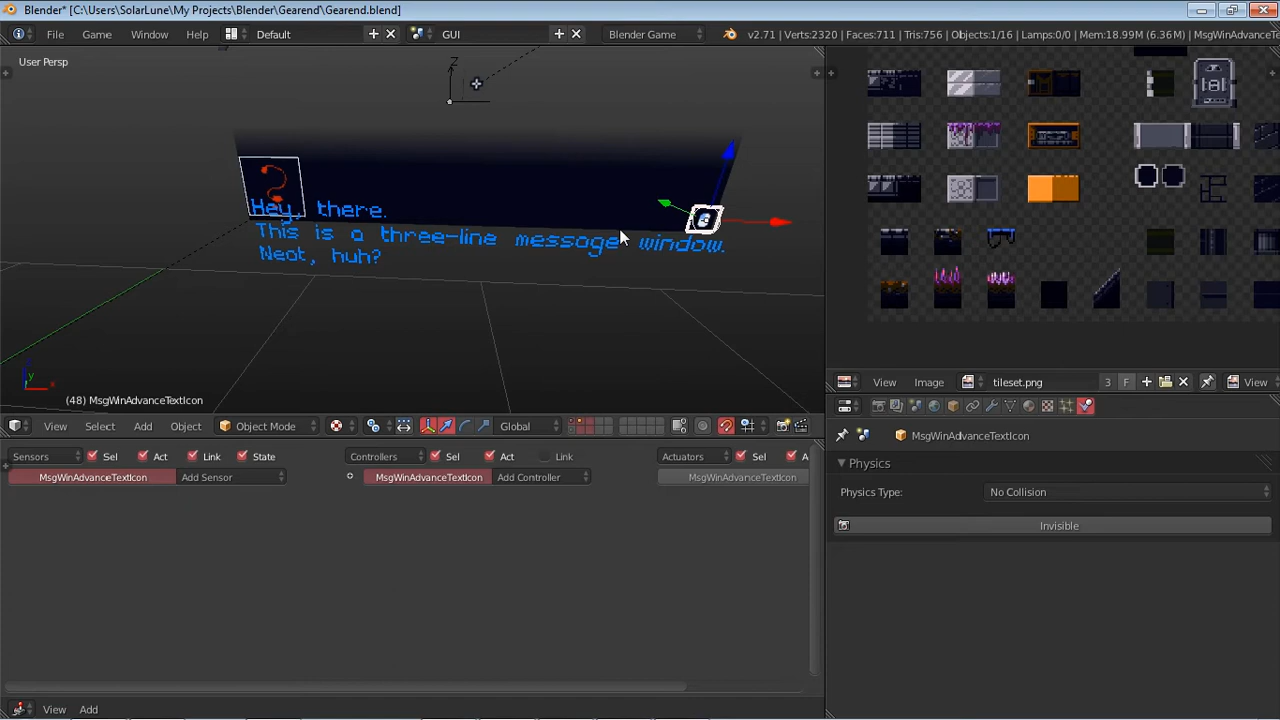 Blender* [C:\Users\SolarLune\My Projects\Blender\Gearend\Gearend.blend]
File Game Window Help Default GUI Blender Game v2.71 | Verts:2320 | Faces:711 | Tris:756 | Objects:1/16 | Lamps:0/0 | Mem:18.99M (6.36M) | MsgWinAdvanceTe
User Persp
Z
Hey, there.
This is a three-line message window.
Neat, huh?
e
y
x
(48) MsgWinAdvanceTextIcon
View Image tileset.png 3 F View
View Select Add Object Object Mode Global
MsgWinAdvanceTextIcon
Physics
Physics Type: No Collision
Invisible
Sensors Sel Act Link State Controllers Sel Act Link Actuators Sel A
MsgWinAdvanceTextIcon Add Sensor MsgWinAdvanceTextIcon Add Controller MsgWinAdvanceTextIcon
View Add